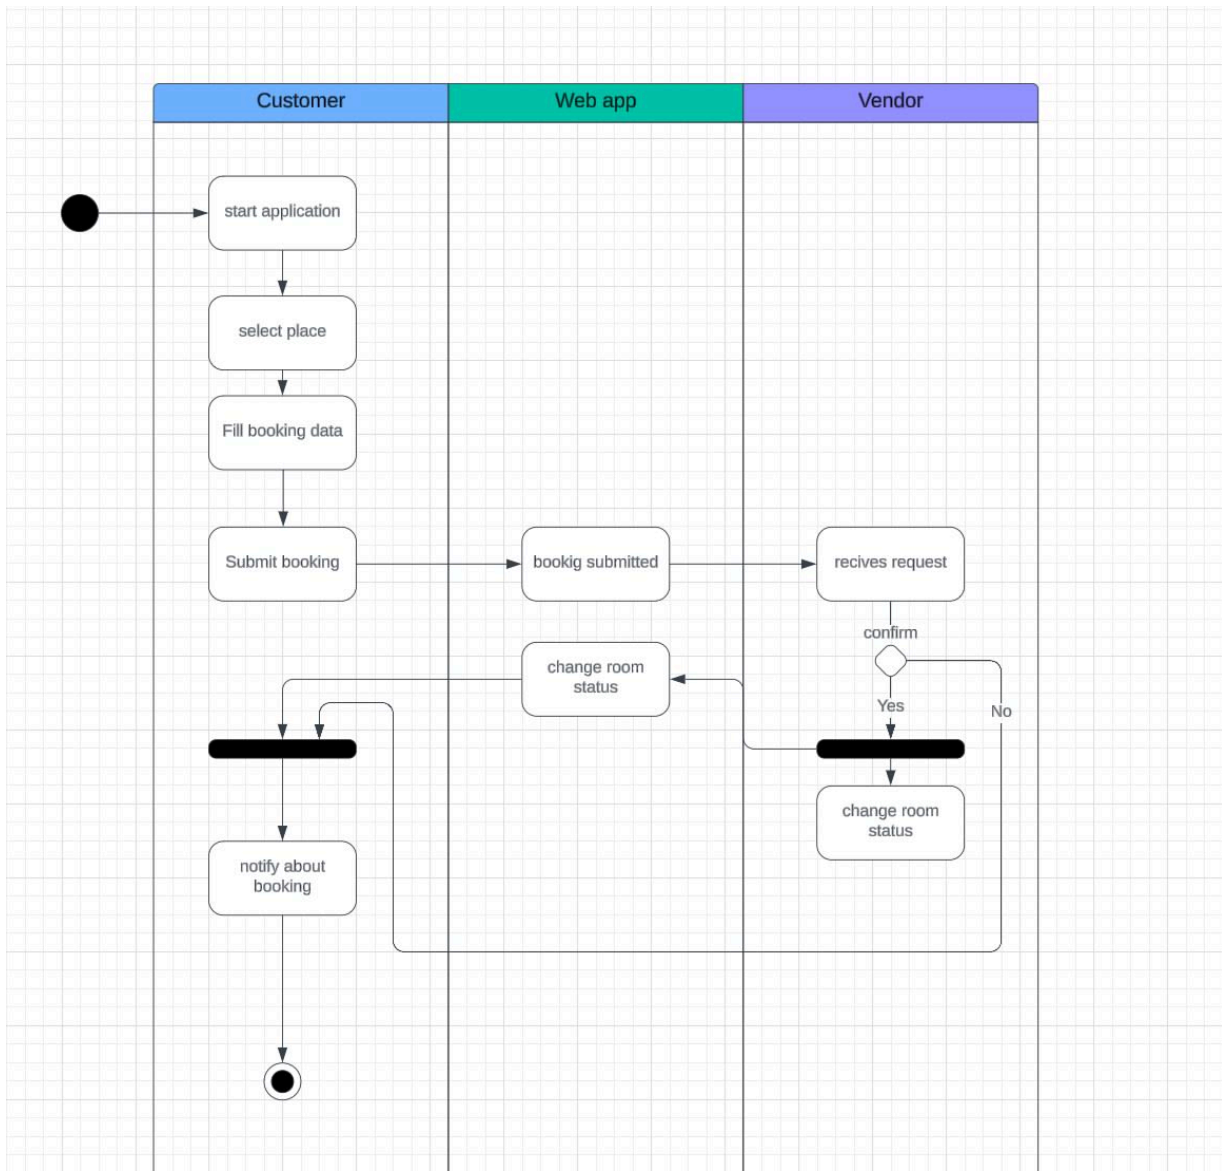 Customer
Web app
Vendor
start application
select place
Fill booking data
Submit booking
bookig submitted
recives request
confirm
change room
status
Yes
No
change room
status
notify about
booking